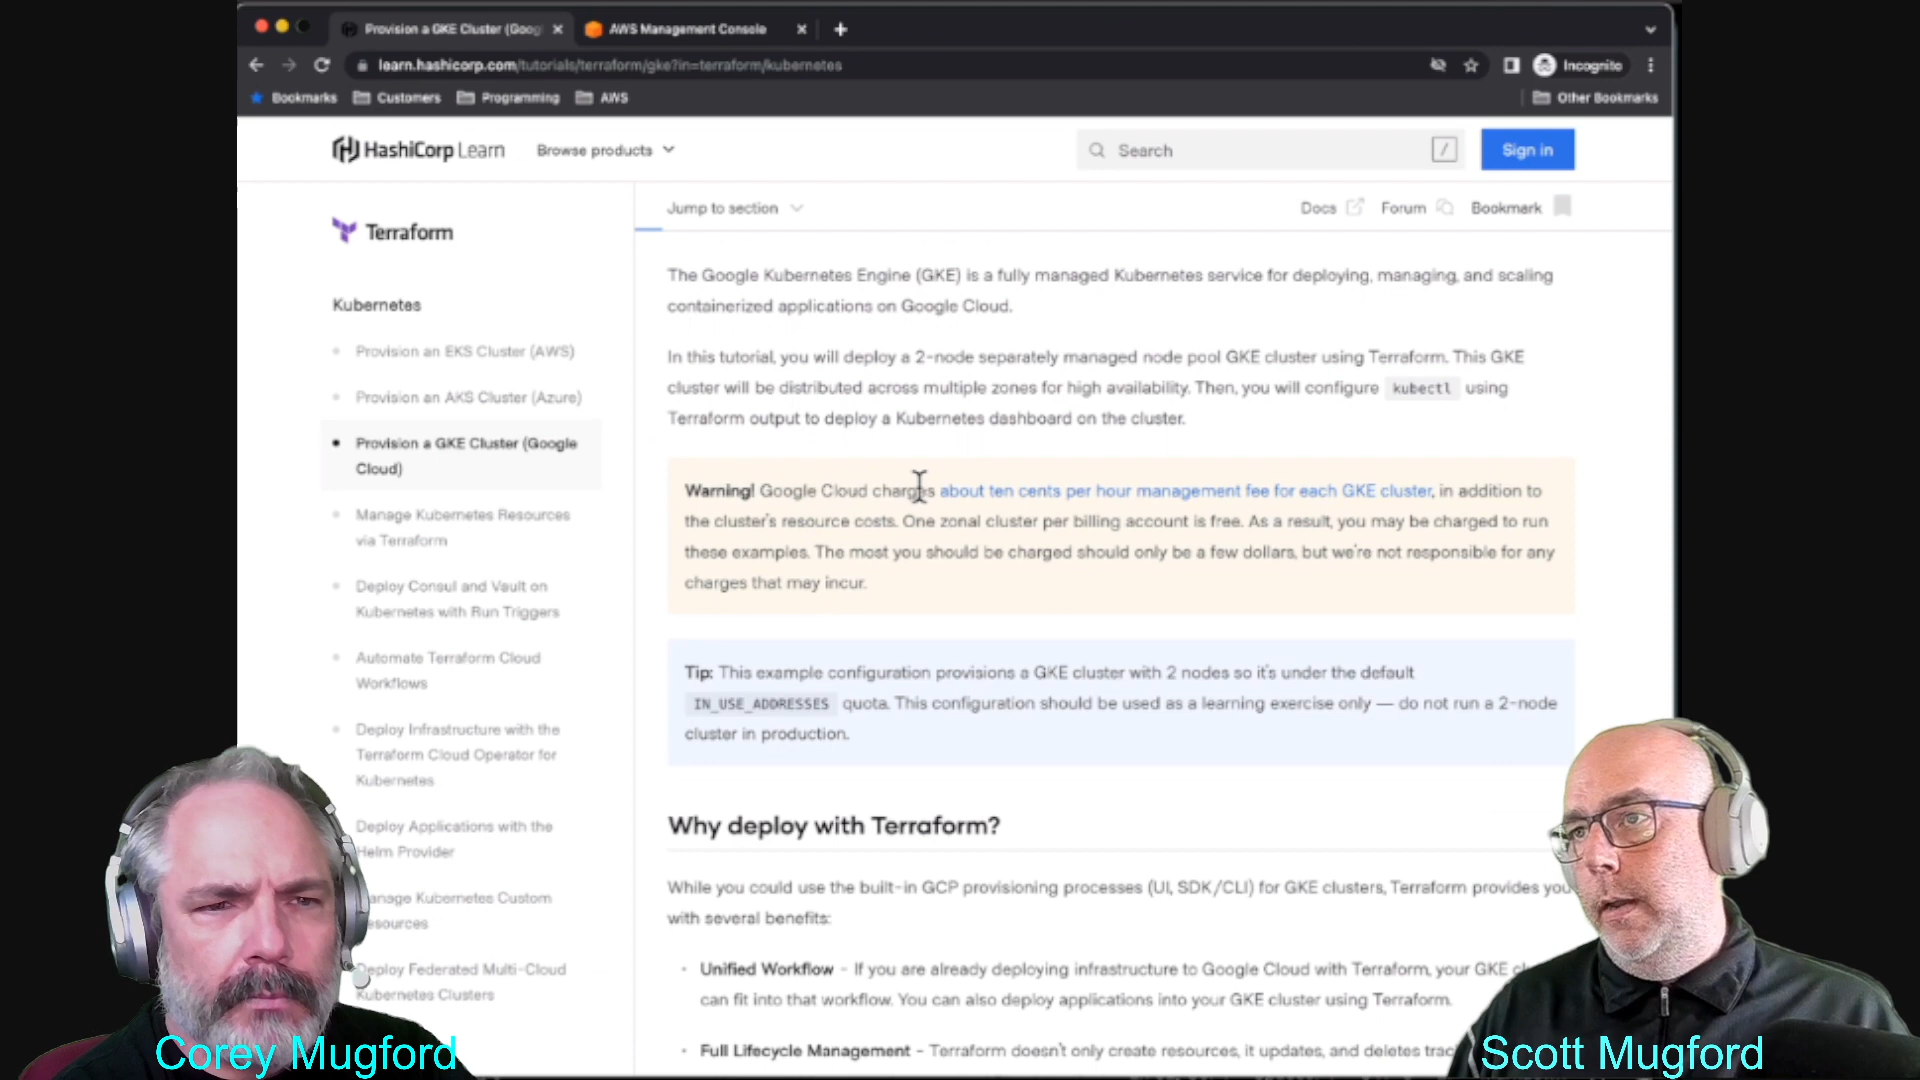 Provision a GKE Cluster (Goog
AWS Management Console
learn.hashicorp.com/tutorials/terraform/gke?in=terraform/kubernetes
Incognito
Bookmarks
Customers
Programming
AWS
Other Bookmarks
HashiCorp Learn
Browse products
Search
/
Sign in
Jump to section
Docs
Forum
Bookmark
Terraform
Kubernetes
Provision an EKS Cluster (AWS)
Provision an AKS Cluster (Azure)
Provision a GKE Cluster (Google
Cloud)
Manage Kubernetes Resources
via Terraform
Deploy Consul and Vault on
Kubernetes with Run Triggers
Automate Terraform Cloud
Workflows
Deploy Infrastructure with the
Terraform Cloud Operator for
Kubernetes
Deploy Applications with the
Helm Provider
anage Kubernetes Custom
esources
Deploy Federated Multi-Cloud
Kubernetes Clusters
The Google Kubernetes Engine (GKE) is a fully managed Kubernetes service for deploying, managing, and scaling
containerized applications on Google Cloud.
In this tutorial, you will deploy a 2-node separately managed node pool GKE cluster using Terraform. This GKE
cluster will be distributed across multiple zones for high availability. Then, you will configure kubectl using
Terraform output to deploy a Kubernetes dashboard on the cluster.
Warning! Google Cloud charges about ten cents per hour management fee for each GKE cluster, in addition to
the cluster's resource costs. One zonal cluster per billing account is free. As a result, you may be charged to run
these examples. The most you should be charged should only be a few dollars, but we're not responsible for any
charges that may incur.
Tip: This example configuration provisions a GKE cluster with 2 nodes so it's under the default
IN_USE_ADDRESSES quota. This configuration should be used as a learning exercise only — do not run a 2-node
cluster in production.
Why deploy with Terraform?
While you could use the built-in GCP provisioning processes (UI, SDK/CLI) for GKE clusters, Terraform provides you
with several benefits:
Unified Workflow - If you are already deploying infrastructure to Google Cloud with Terraform, your GKE cl
can fit into that workflow. You can also deploy applications into your GKE cluster using Terraform.
Full Lifecycle Management - Terraform doesn't only create resources, it updates, and deletes trac
Corey Mugford
Scott Mugford